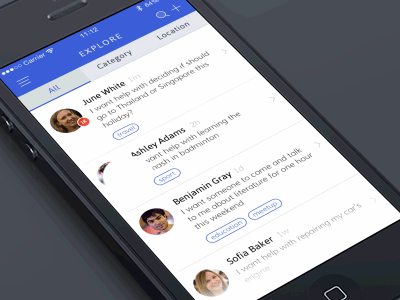 Carrier
11:12
64%
EXPLORE
All
Category
Location
June White 1m
I want help with deciding if should
go to Thailand or Singapore this
holiday?
travel
Ashley Adams 2h
want help with learning the
smash in badminton
sport
Benjamin Gray 1d
I want someone to come and talk
to me about literature for one hour
this weekend
education
meetup
Sofia Baker 1w
I want help with repairing my car's
engine